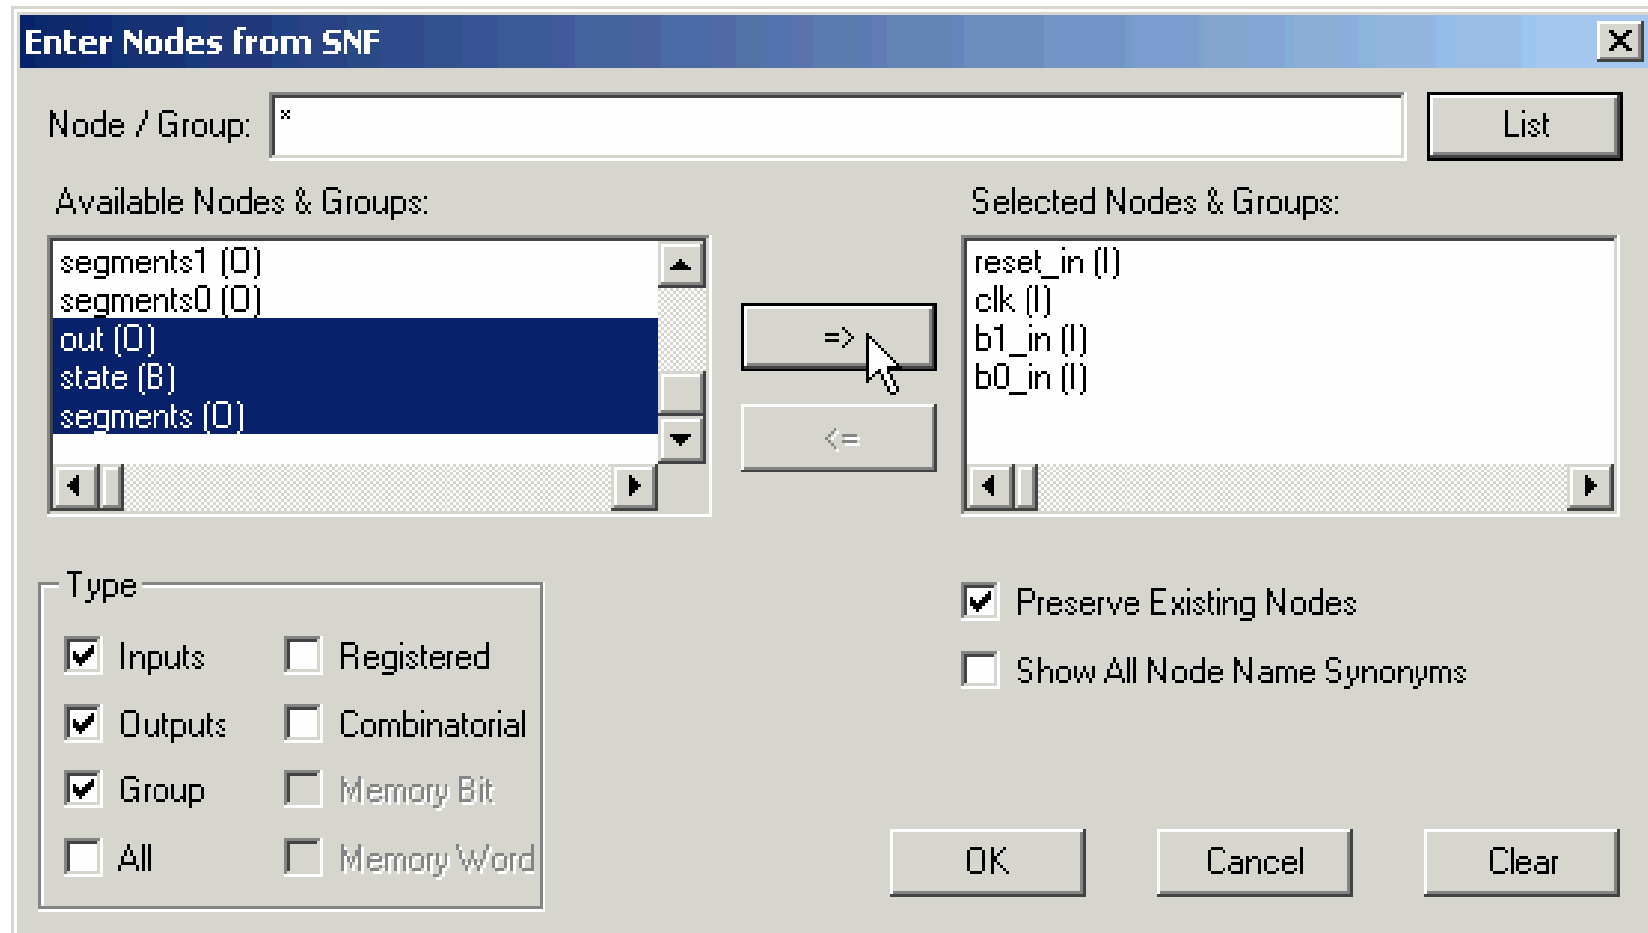 Enter Nodes from SNF
Node / Group: * List
Available Nodes & Groups: Selected Nodes & Groups:
segments1 (O)
segments0 (O)
out (O)
state (B)
segments (O)
=>
<=
reset_in (I)
clk (I)
b1_in (I)
b0_in (I)
Type
Inputs Registered
Outputs Combinatorial
Group Memory Bit
All Memory Word
Preserve Existing Nodes
Show All Node Name Synonyms
OK Cancel Clear